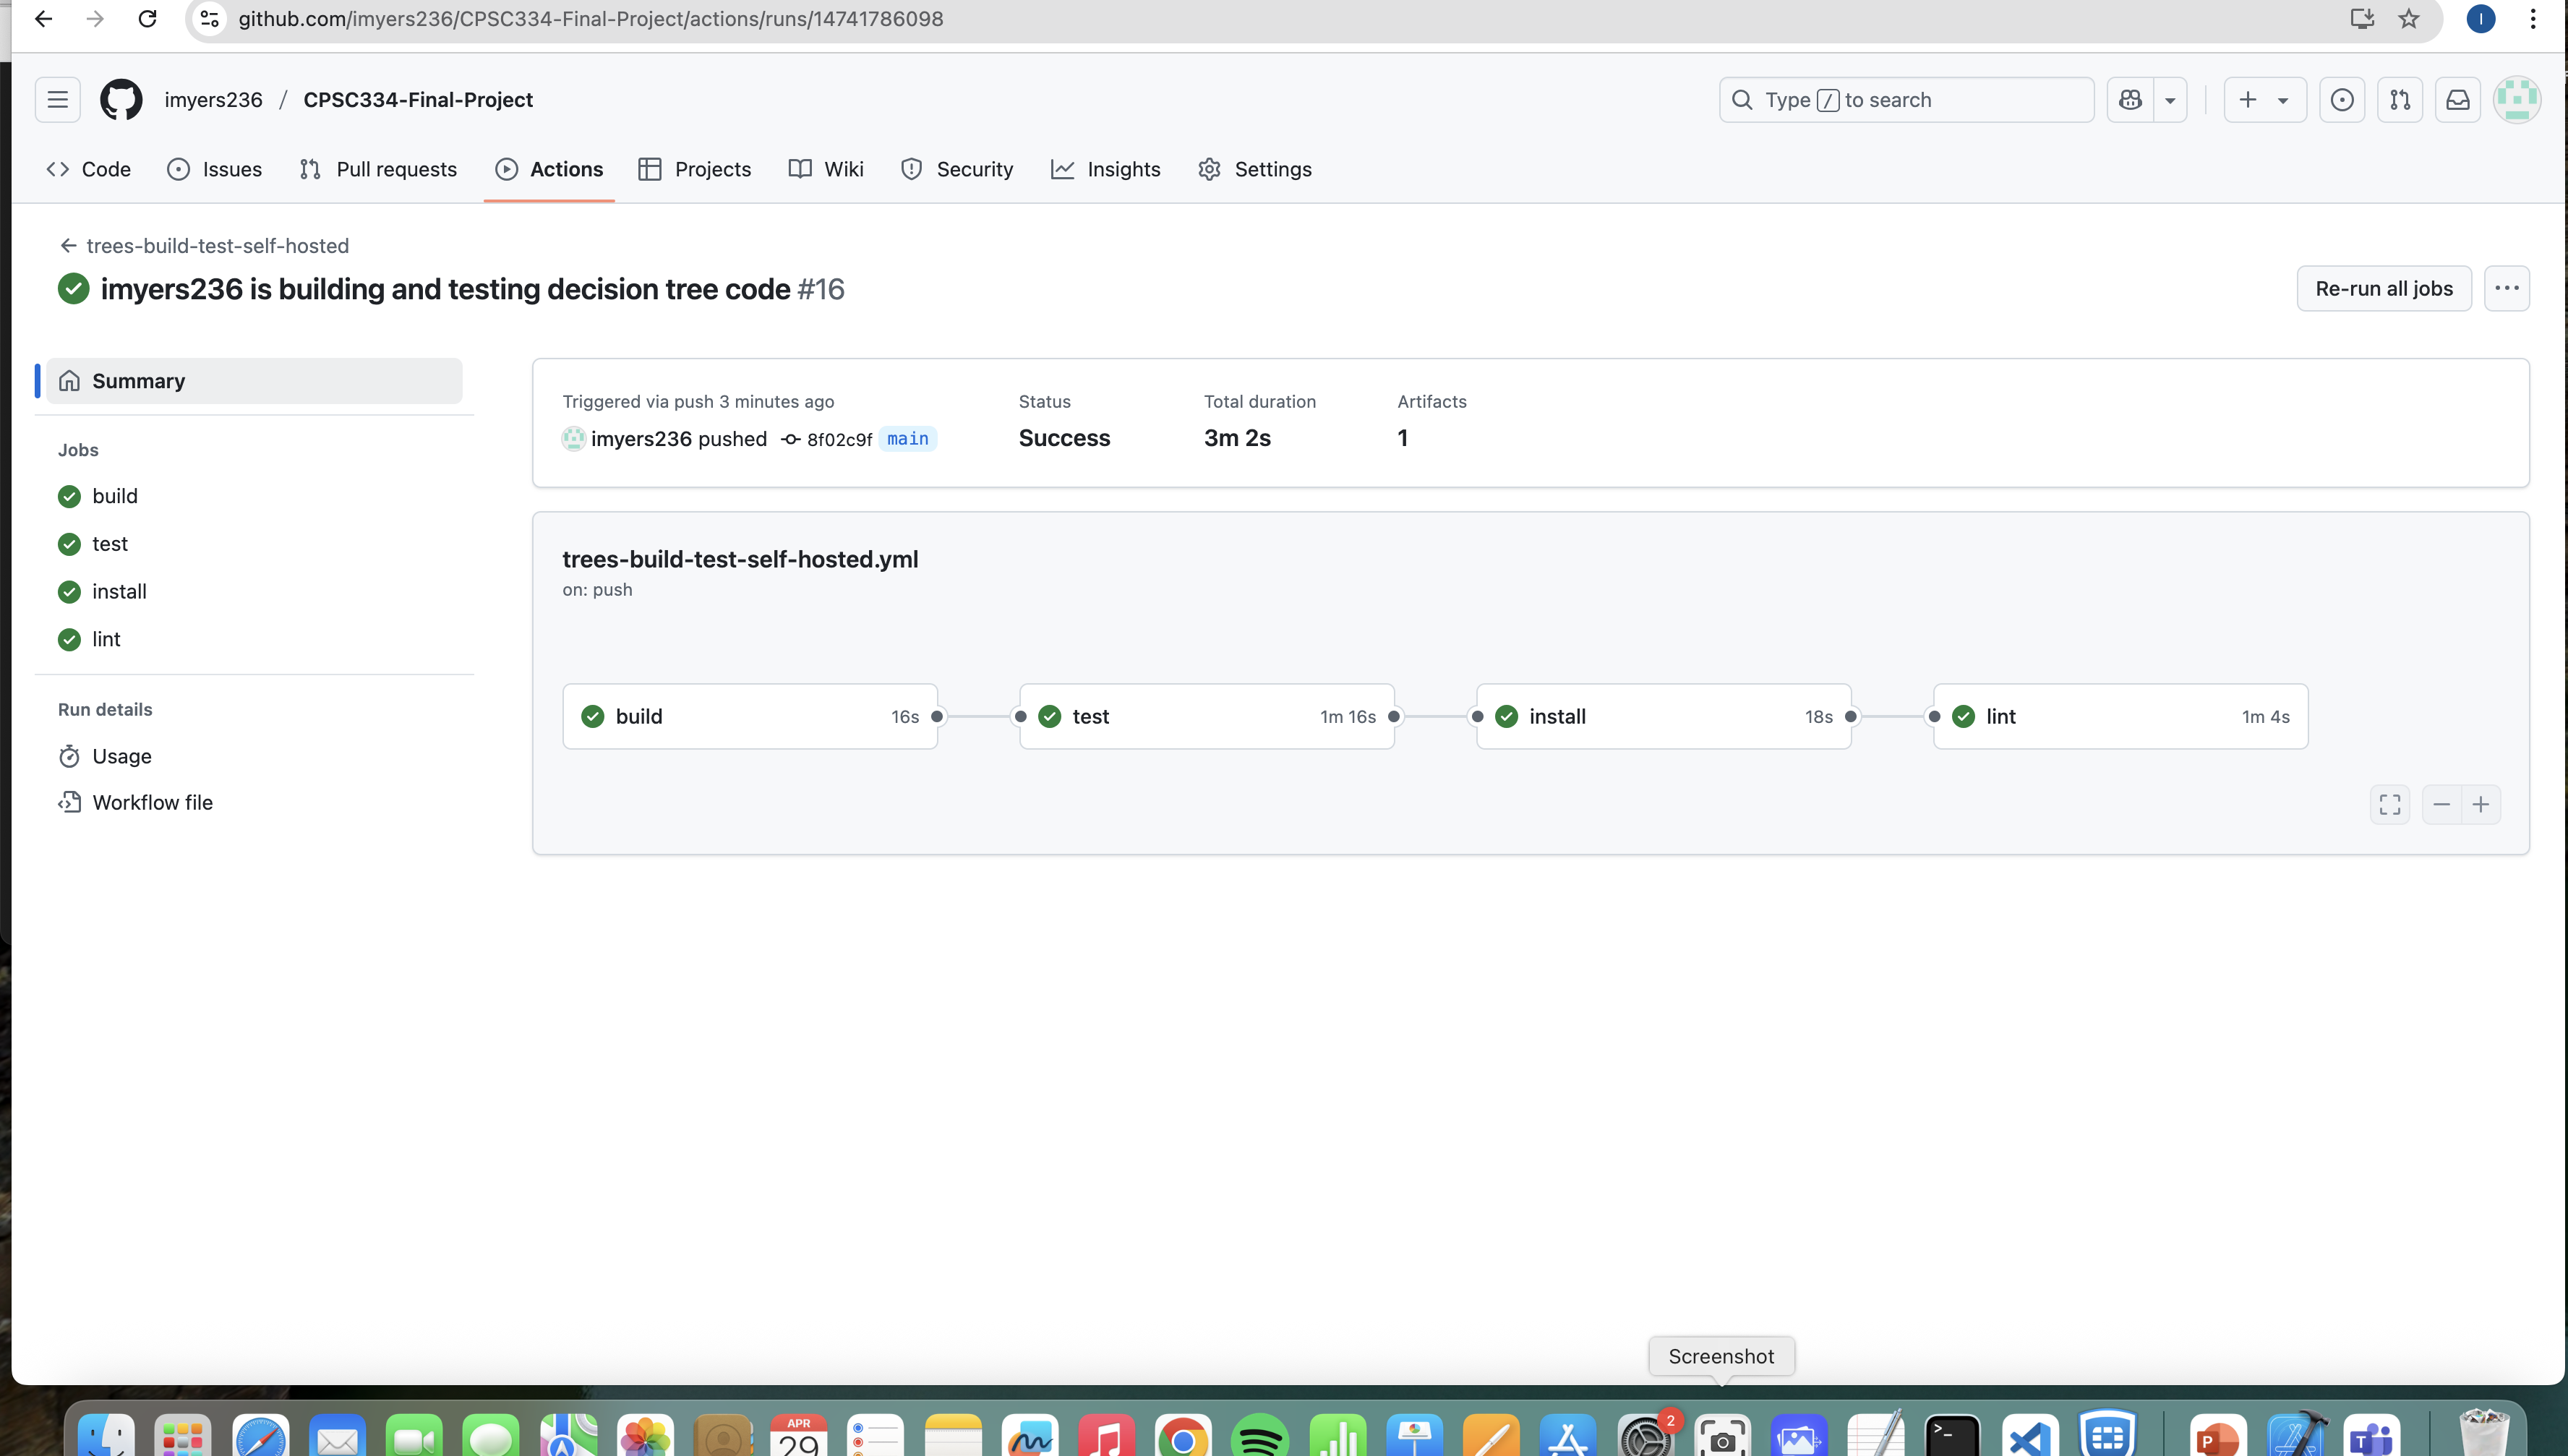 github.com/imyers236/CPSC334-Final-Project/actions/runs/14741786098
I
imyers236 / CPSC334-Final-Project
Type / to search
Code Issues Pull requests Actions Projects Wiki Security Insights Settings
trees-build-test-self-hosted
imyers236 is building and testing decision tree code #16
Re-run all jobs
Summary
Jobs
build
test
install
lint
Run details
Usage
Workflow file
Triggered via push 3 minutes ago
imyers236 pushed 8f02c9f main
Status
Success
Total duration
3m 2s
Artifacts
1
trees-build-test-self-hosted.yml
on: push
build 16s
test 1m 16s
install 18s
lint 1m 4s
Screenshot
APR
29
2
>_
P
T